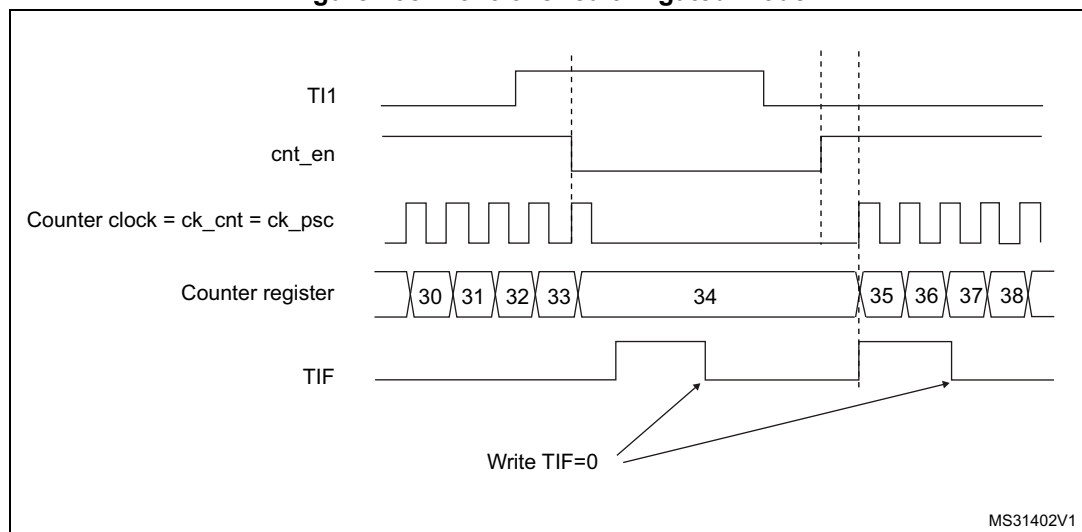 TI1
cnt_en
Counter clock = ck_cnt = ck_psc
Counter register
30 31 32 33 34 35 36 37 38
TIF
Write TIF=0
MS31402V1